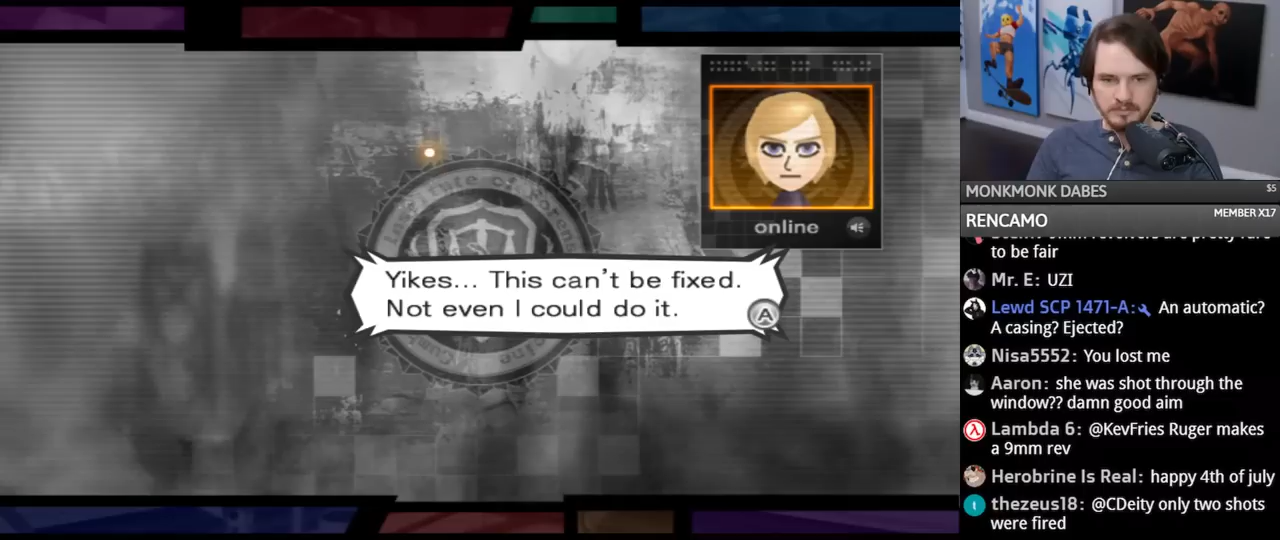 online
Yikes... This can't be fixed.
Not even I could do it.
A
MONKMONK DABES
$5
RENCAMO
MEMBER X17
to be fair
Mr. E: UZI
Lewd SCP 1471-A: An automatic?
A casing? Ejected?
Nisa5552: You lost me
Aaron: she was shot through the
window?? damn good aim
Lambda 6: @KevFries Ruger makes
a 9mm rev
Herobrine Is Real: happy 4th of july
t thezeus18: @CDeity only two shots
were fired